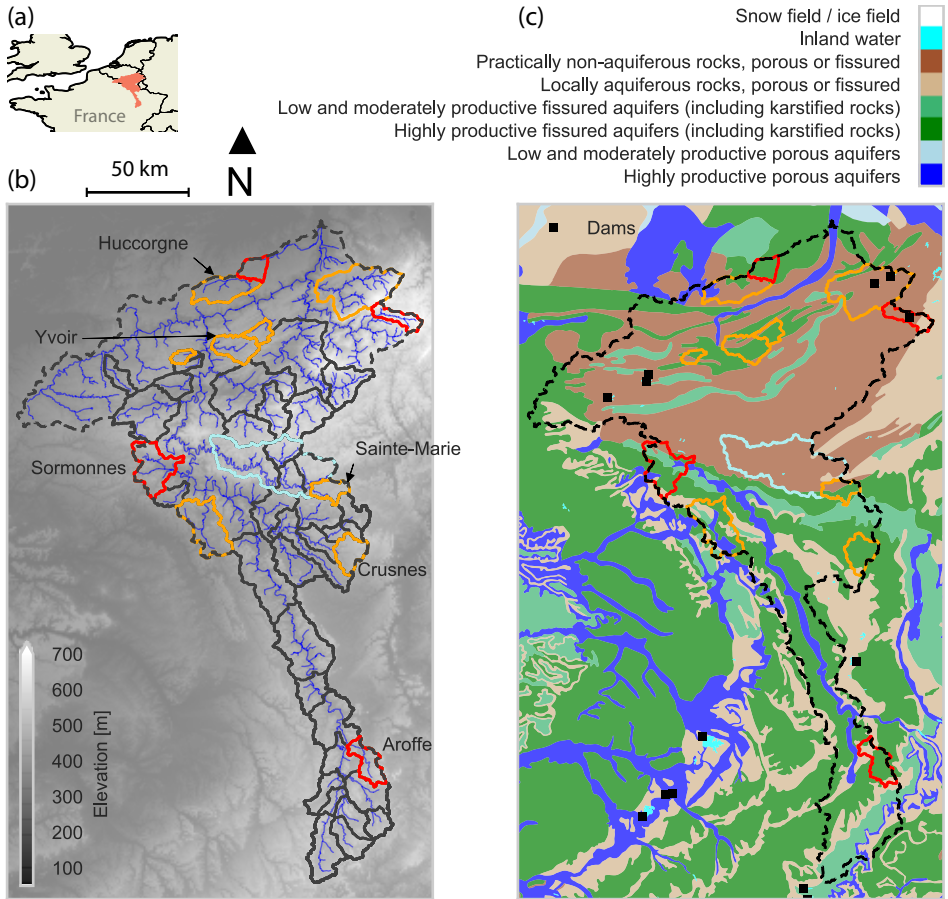 (a)
France
50 km
N
(b)
Huccorgne
Yvoir
Sormonnes
Sainte-Marie
Crusnes
Aroffe
700
600
500
400
300
200
100
Elevation [m]
(c)
Snow field / ice field
Inland water
Practically non-aquiferous rocks, porous or fissured
Locally aquiferous rocks, porous or fissured
Low and moderately productive fissured aquifers (including karstified rocks)
Highly productive fissured aquifers (including karstified rocks)
Low and moderately productive porous aquifers
Highly productive porous aquifers
Dams